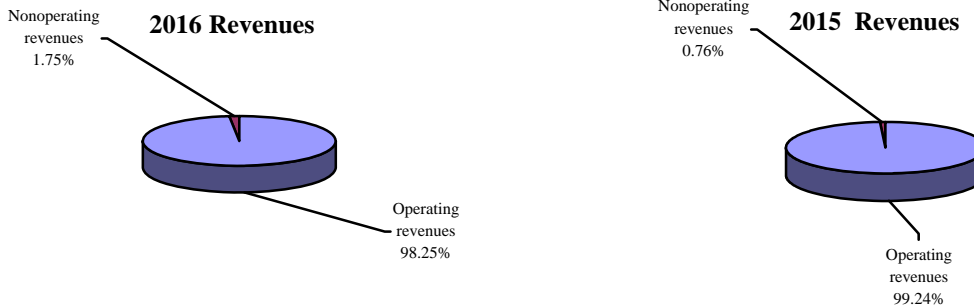 2016 Revenues
Nonoperating
revenues
1.75%
Operating
revenues
98.25%
2015 Revenues
Nonoperating
revenues
0.76%
Operating
revenues
99.24%